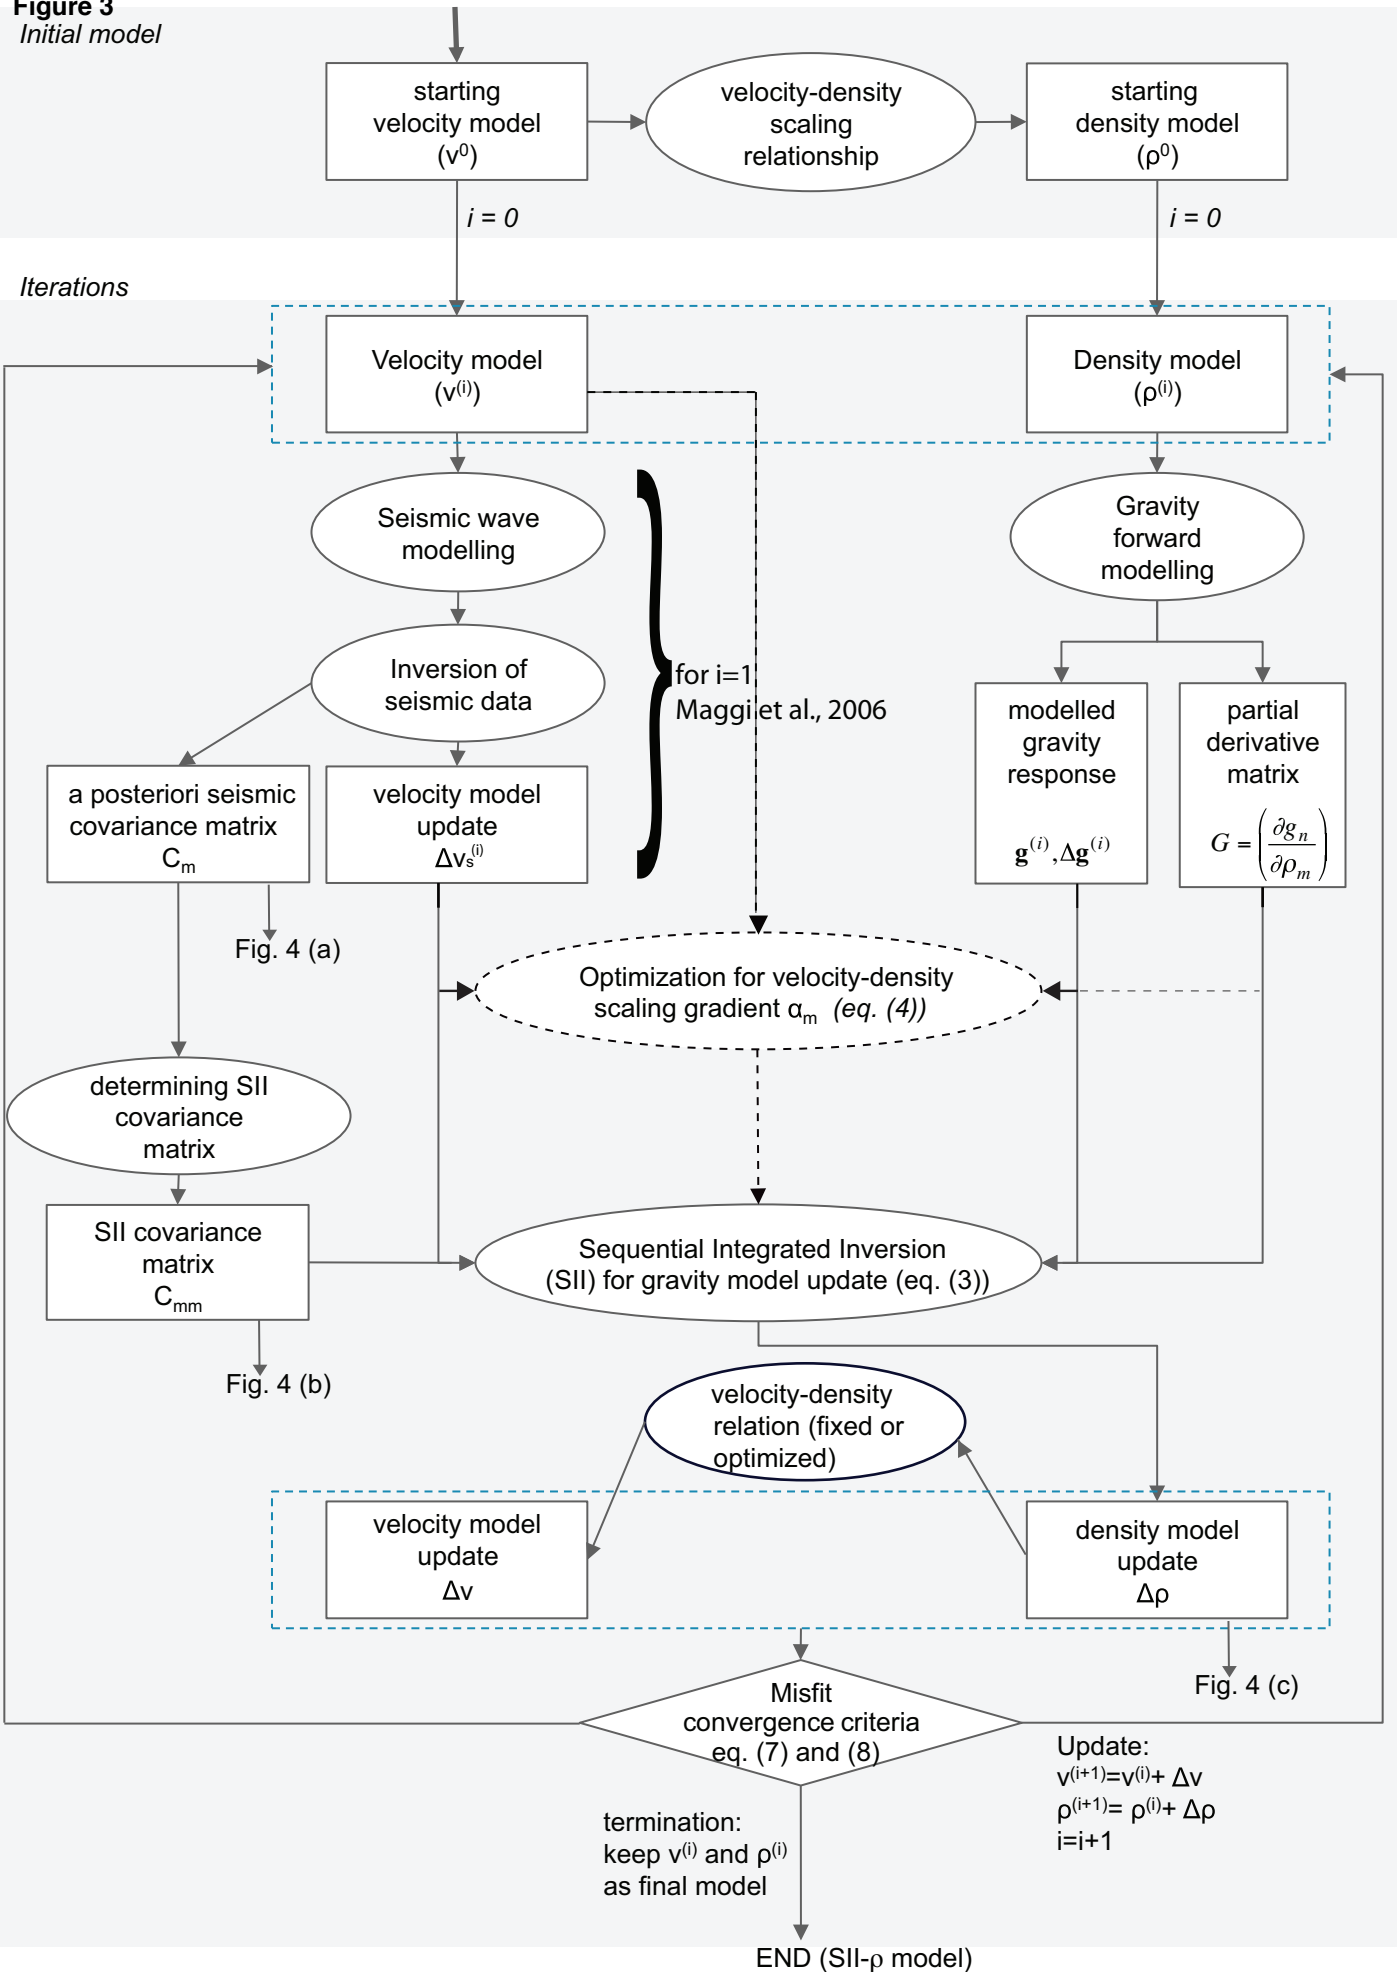 Figure 3
Initial model
starting
velocity model
(v⁰)
velocity-density
scaling
relationship
starting
density model
(ρ⁰)
i = 0
i = 0
Iterations
Velocity model
(v⁽ⁱ⁾)
Density model
(ρ⁽ⁱ⁾)
Seismic wave
modelling
Gravity
forward
modelling
Inversion of
seismic data
for i=1
Maggi et al., 2006
modelled
gravity
response
g⁽ⁱ⁾, Δg⁽ⁱ⁾
partial
derivative
matrix
G = (∂gₙ/∂ρₘ)
a posteriori seismic
covariance matrix
Cₘ
velocity model
update
Δvₛ⁽ⁱ⁾
Fig. 4 (a)
Optimization for velocity-density
scaling gradient αₘ (eq. (4))
determining SII
covariance
matrix
SII covariance
matrix
Cₘₘ
Sequential Integrated Inversion
(SII) for gravity model update (eq. (3))
Fig. 4 (b)
velocity-density
relation (fixed or
optimized)
velocity model
update
Δv
density model
update
Δρ
Fig. 4 (c)
Misfit
convergence criteria
eq. (7) and (8)
Update:
v⁽ⁱ⁺¹⁾=v⁽ⁱ⁾+ Δv
ρ⁽ⁱ⁺¹⁾= ρ⁽ⁱ⁾+ Δρ
i=i+1
termination:
keep v⁽ⁱ⁾ and ρ⁽ⁱ⁾
as final model
END (SII-ρ model)